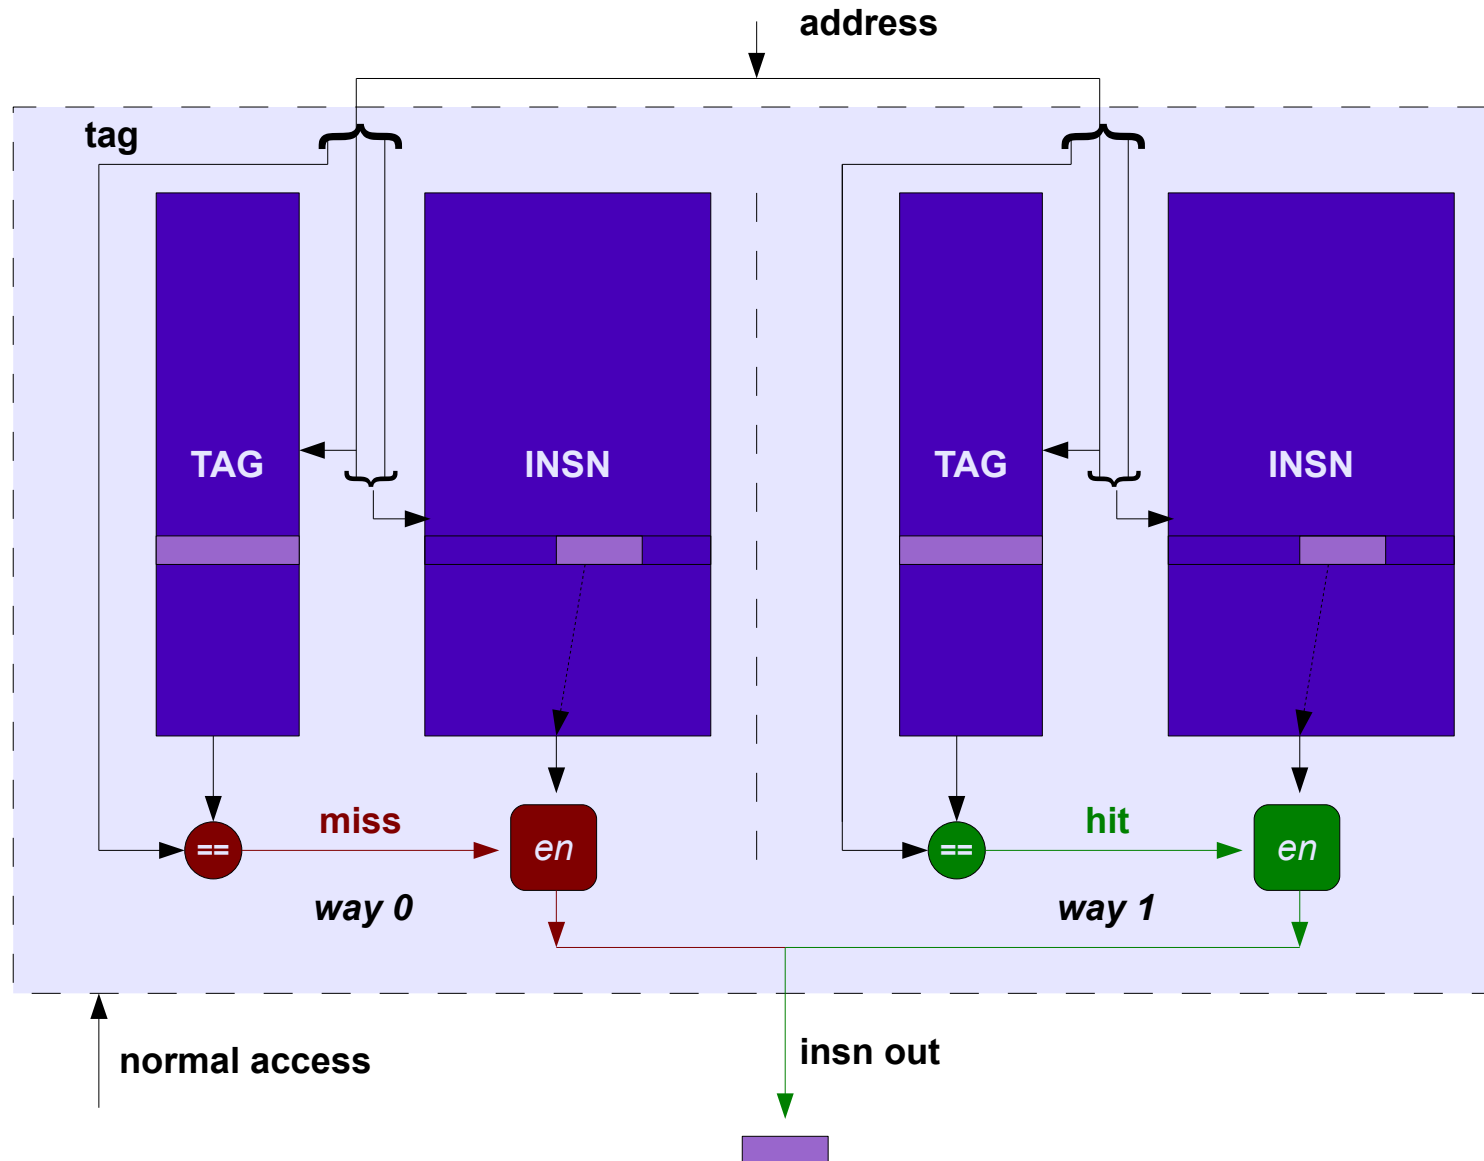 address
tag
TAG
INSN
TAG
INSN
miss
hit
==
en
==
en
way 0
way 1
normal access
insn out